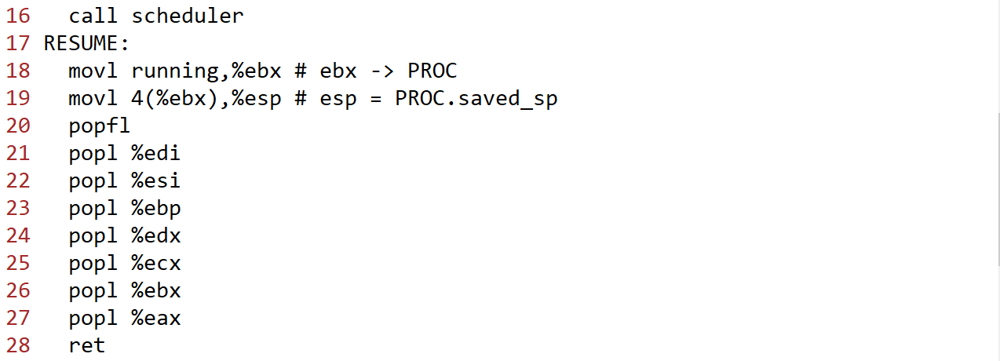 16 call scheduler
17 RESUME:
18 movl running,%ebx # ebx -> PROC
19 movl 4(%ebx),%esp # esp = PROC.saved_sp
20 popfl
21 popl %edi
22 popl %esi
23 popl %ebp
24 popl %edx
25 popl %ecx
26 popl %ebx
27 popl %eax
28 ret